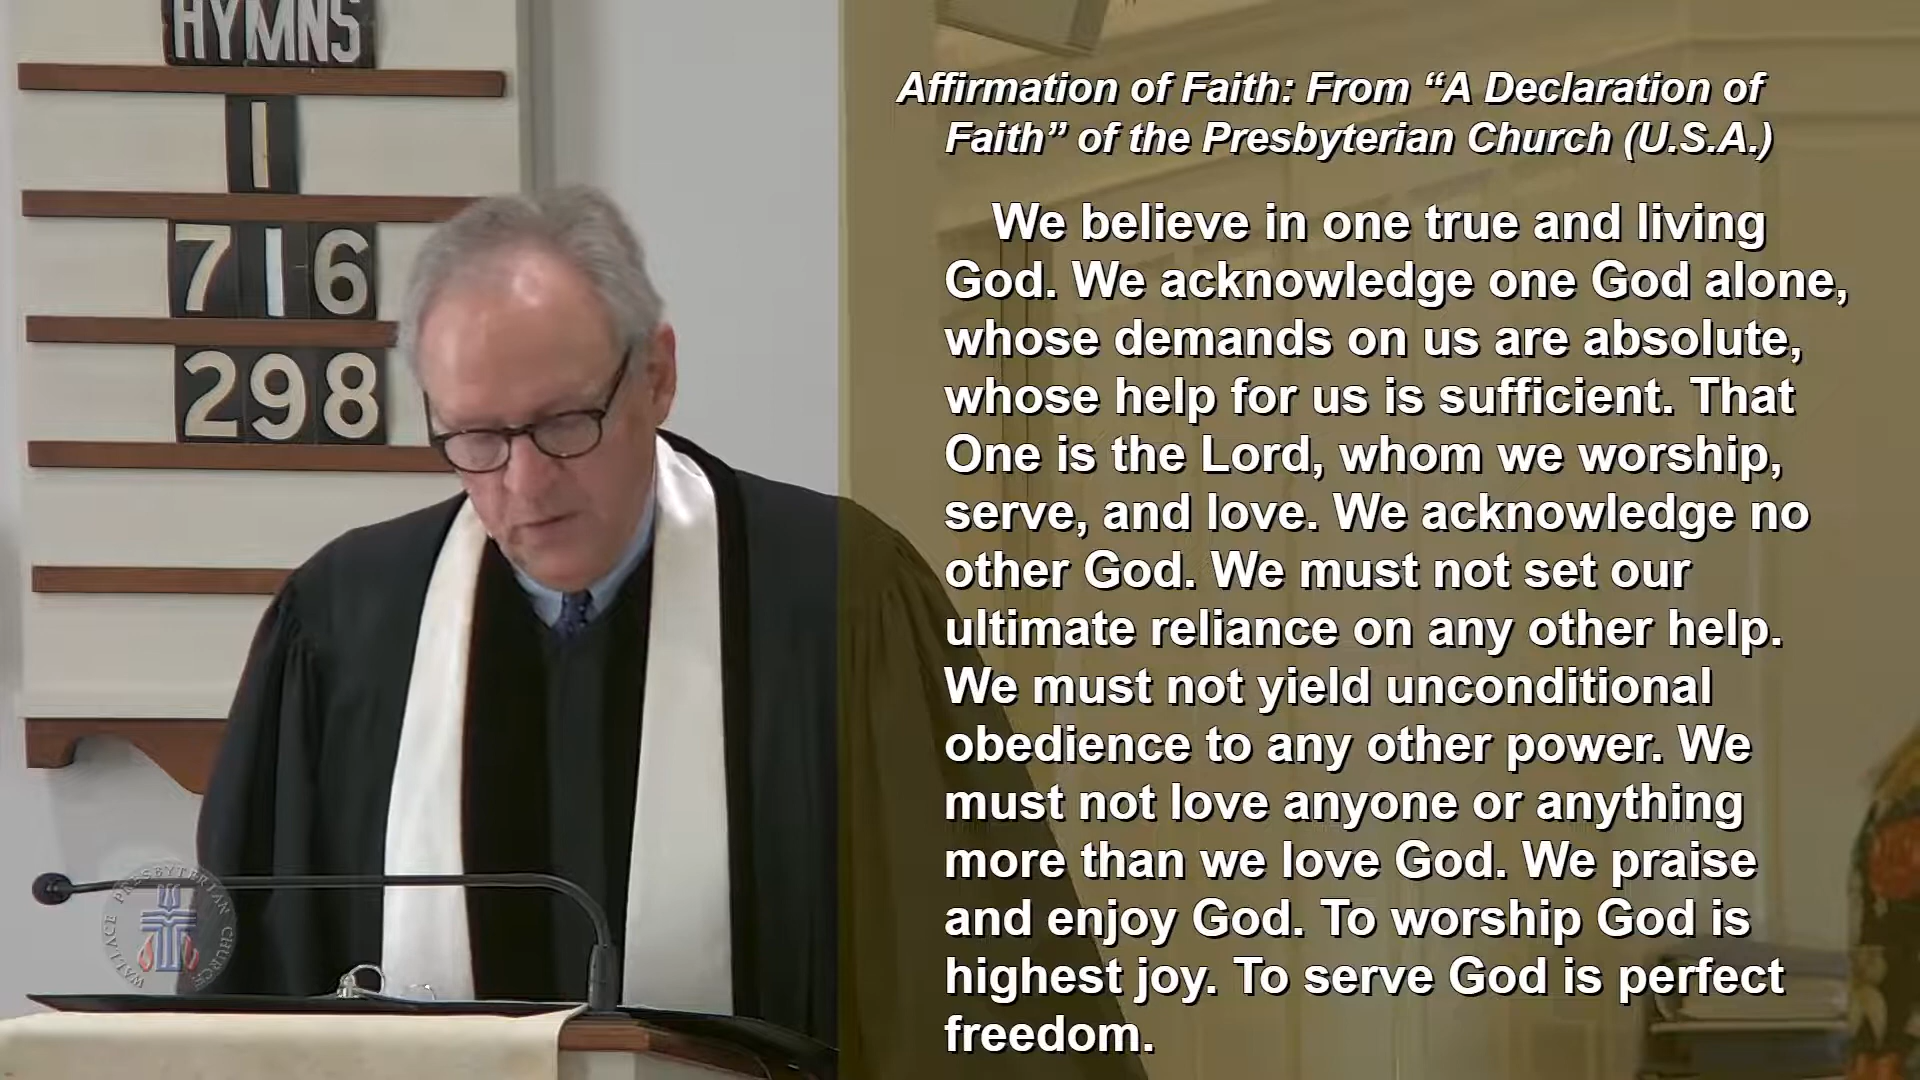 HYMNS
1
716
298
WALLACE PRESBYTERIAN CHURCH
Affirmation of Faith: From “A Declaration of
Faith” of the Presbyterian Church (U.S.A.)
We believe in one true and living
God. We acknowledge one God alone,
whose demands on us are absolute,
whose help for us is sufficient. That
One is the Lord, whom we worship,
serve, and love. We acknowledge no
other God. We must not set our
ultimate reliance on any other help.
We must not yield unconditional
obedience to any other power. We
must not love anyone or anything
more than we love God. We praise
and enjoy God. To worship God is
highest joy. To serve God is perfect
freedom.